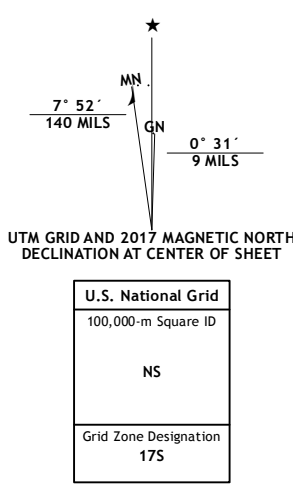 ★
MN
GN
7° 52´
140 MILS
0° 31´
9 MILS
UTM GRID AND 2017 MAGNETIC NORTH
DECLINATION AT CENTER OF SHEET
U.S. National Grid
100,000-m Square ID
NS
Grid Zone Designation
17S